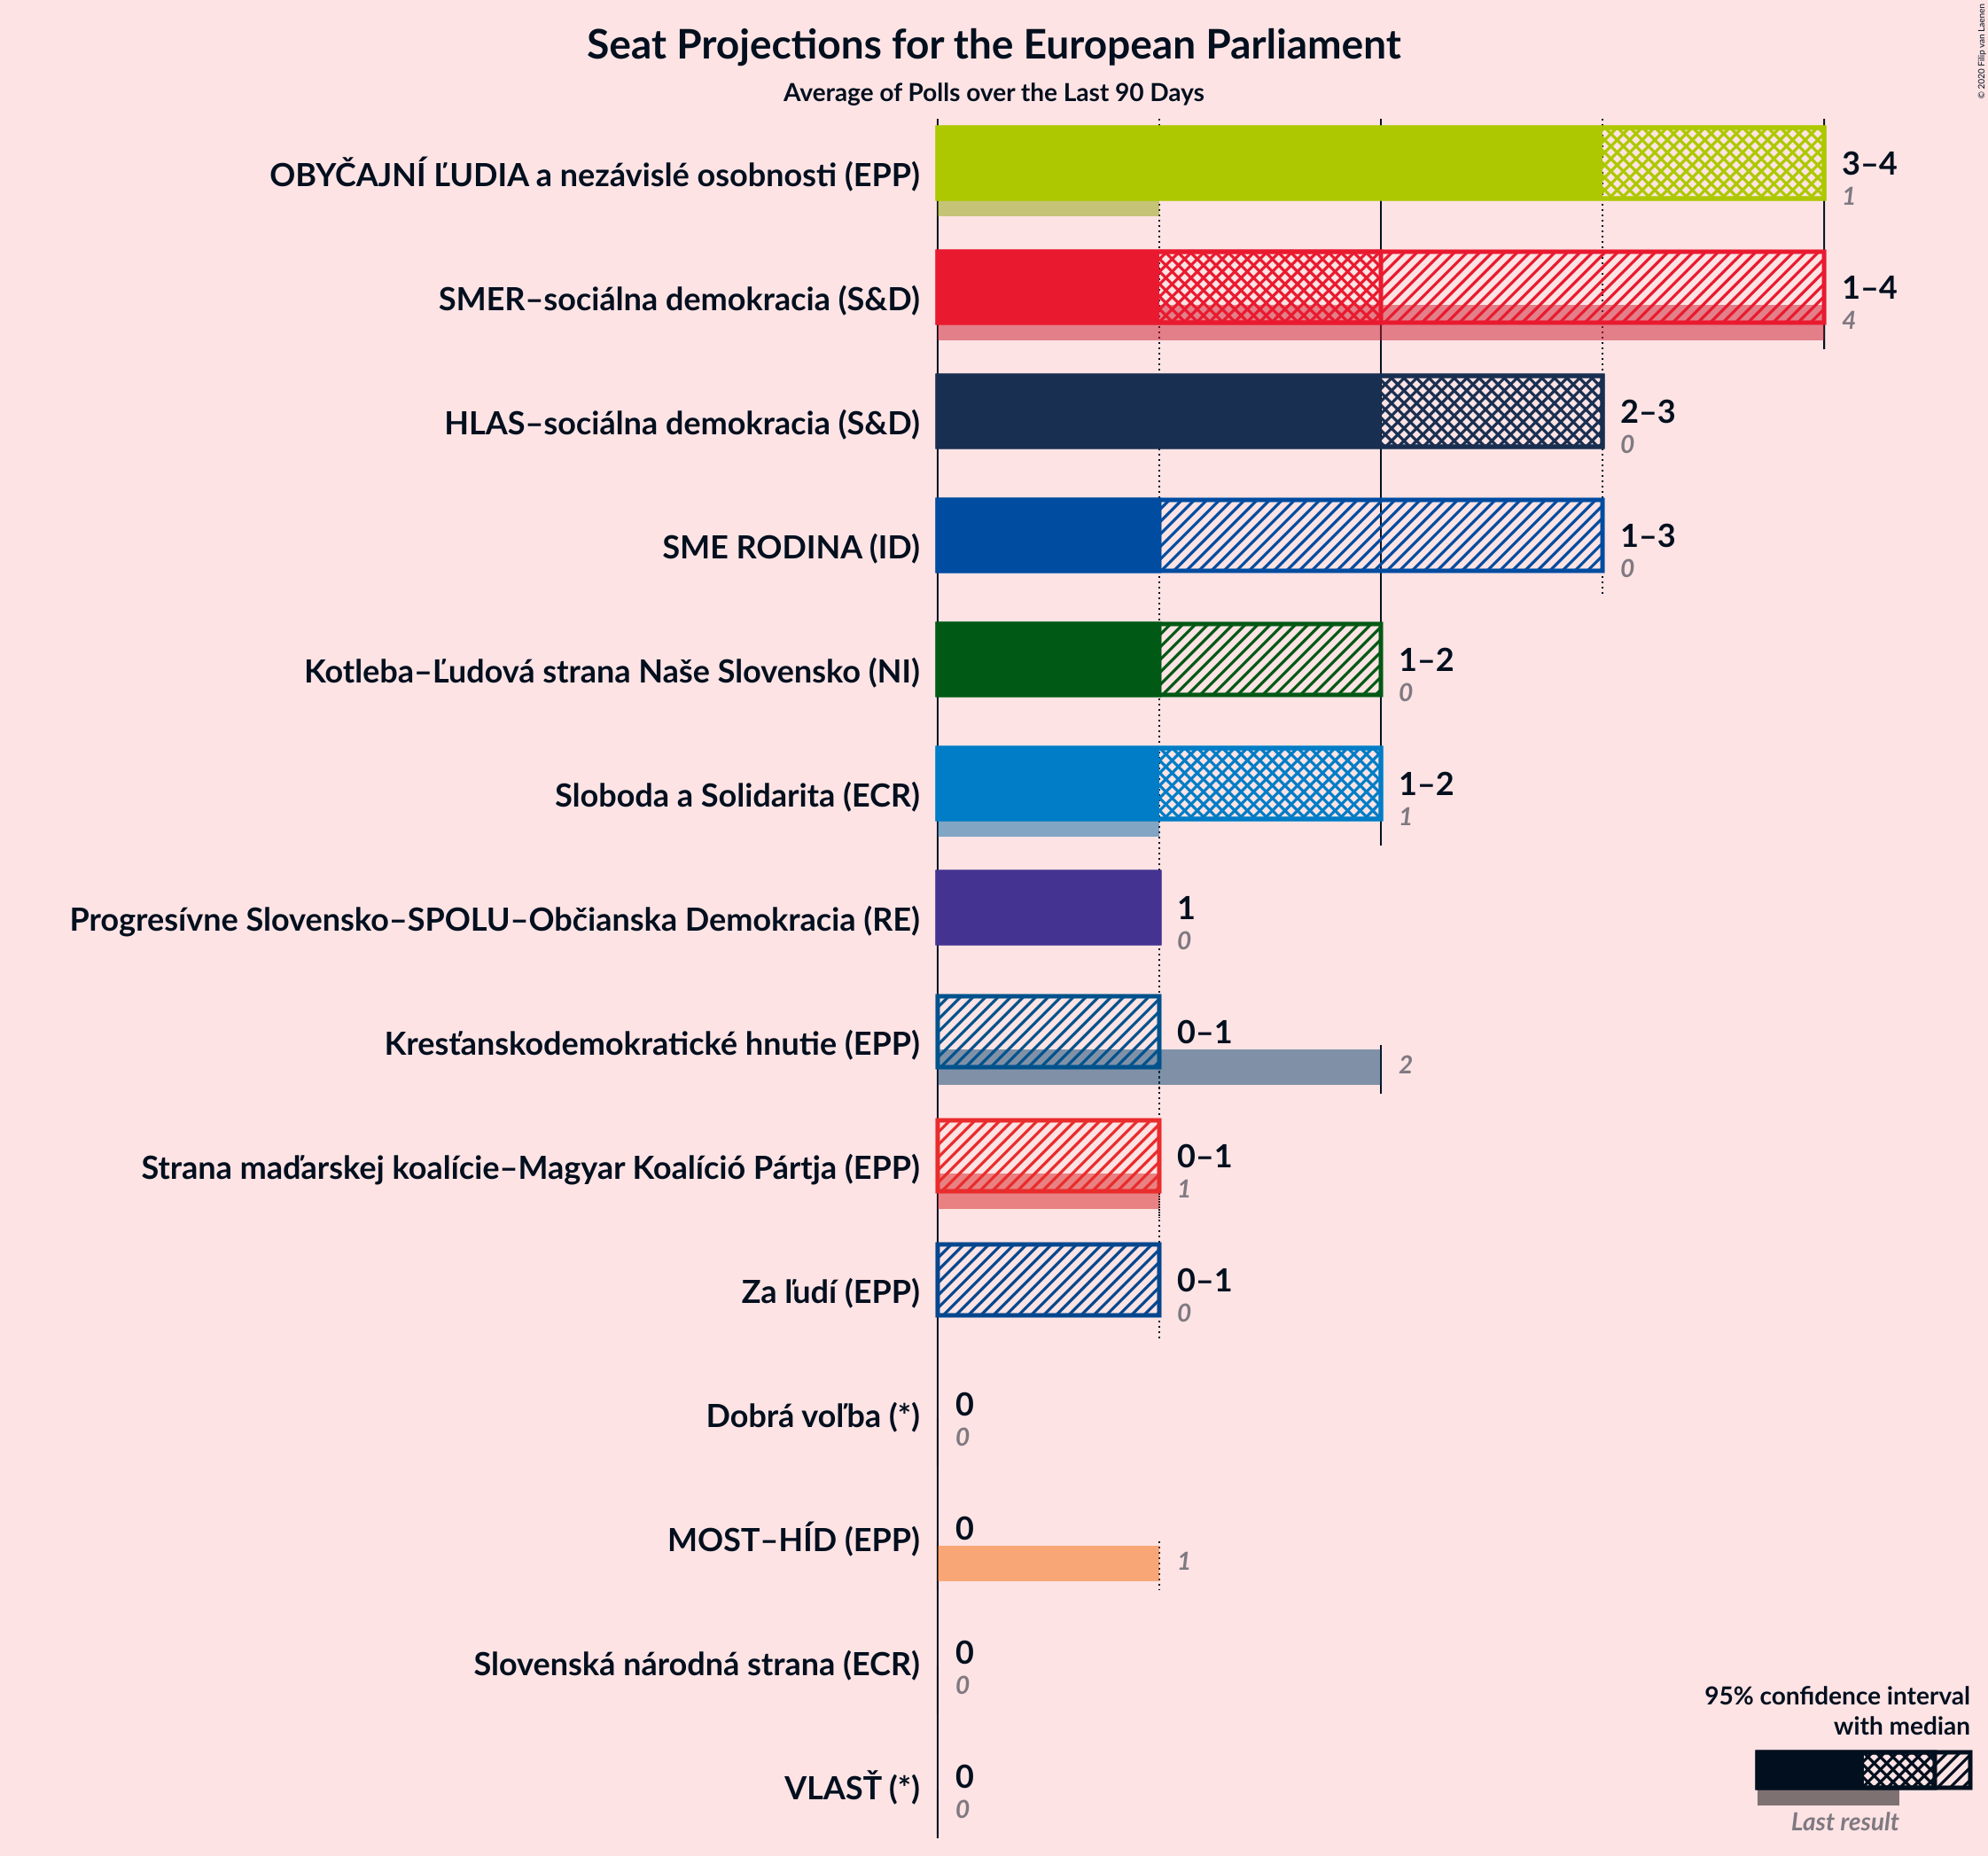 Seat Projections for the European Parliament
Average of Polls over the Last 90 Days
© 2020 Filip van Laenen
OBYČAJNÍ ĽUDIA a nezávislé osobnosti (EPP)
3–4
1
SMER–sociálna demokracia (S&D)
1–4
4
HLAS–sociálna demokracia (S&D)
2–3
0
SME RODINA (ID)
1–3
0
Kotleba–Ľudová strana Naše Slovensko (NI)
1–2
0
Sloboda a Solidarita (ECR)
1–2
1
Progresívne Slovensko–SPOLU–Občianska Demokracia (RE)
1
0
Kresťanskodemokratické hnutie (EPP)
0–1
2
Strana maďarskej koalície–Magyar Koalíció Pártja (EPP)
0–1
1
Za ľudí (EPP)
0–1
0
Dobrá voľba (*)
0
0
MOST–HÍD (EPP)
0
1
Slovenská národná strana (ECR)
0
0
VLASŤ (*)
0
0
95% confidence interval
with median
Last result